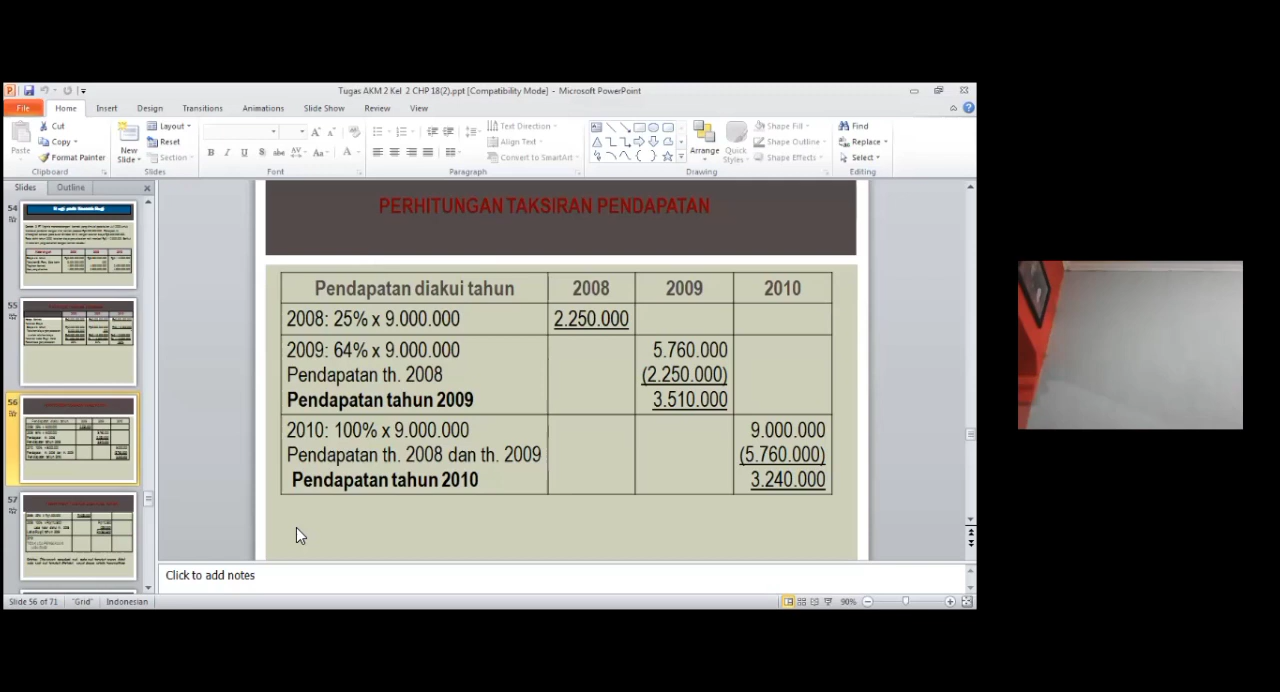 Tugas AKM 2 Kel 2 CHP 18(2).ppt [Compatibility Mode] - Microsoft PowerPoint
File Home Insert Design Transitions Animations Slide Show Review View
Paste
Cut
Copy
Format Painter
Clipboard
New Slide
Layout
Reset
Section
Slides
Font
Text Direction
Align Text
Convert to SmartArt
Paragraph
Arrange
Quick Styles
Shape Fill
Shape Outline
Shape Effects
Drawing
Find
Replace
Select
Editing
Slides Outline
54
55
56
57
PERHITUNGAN TAKSIRAN PENDAPATAN
Pendapatan diakui tahun 2008 2009 2010
2008: 25% x 9.000.000 2.250.000
2009: 64% x 9.000.000 5.760.000
Pendapatan th. 2008 (2.250.000)
Pendapatan tahun 2009 3.510.000
2010: 100% x 9.000.000 9.000.000
Pendapatan th. 2008 dan th. 2009 (5.760.000)
Pendapatan tahun 2010 3.240.000
Click to add notes
Slide 56 of 71 "Grid" Indonesian 90%